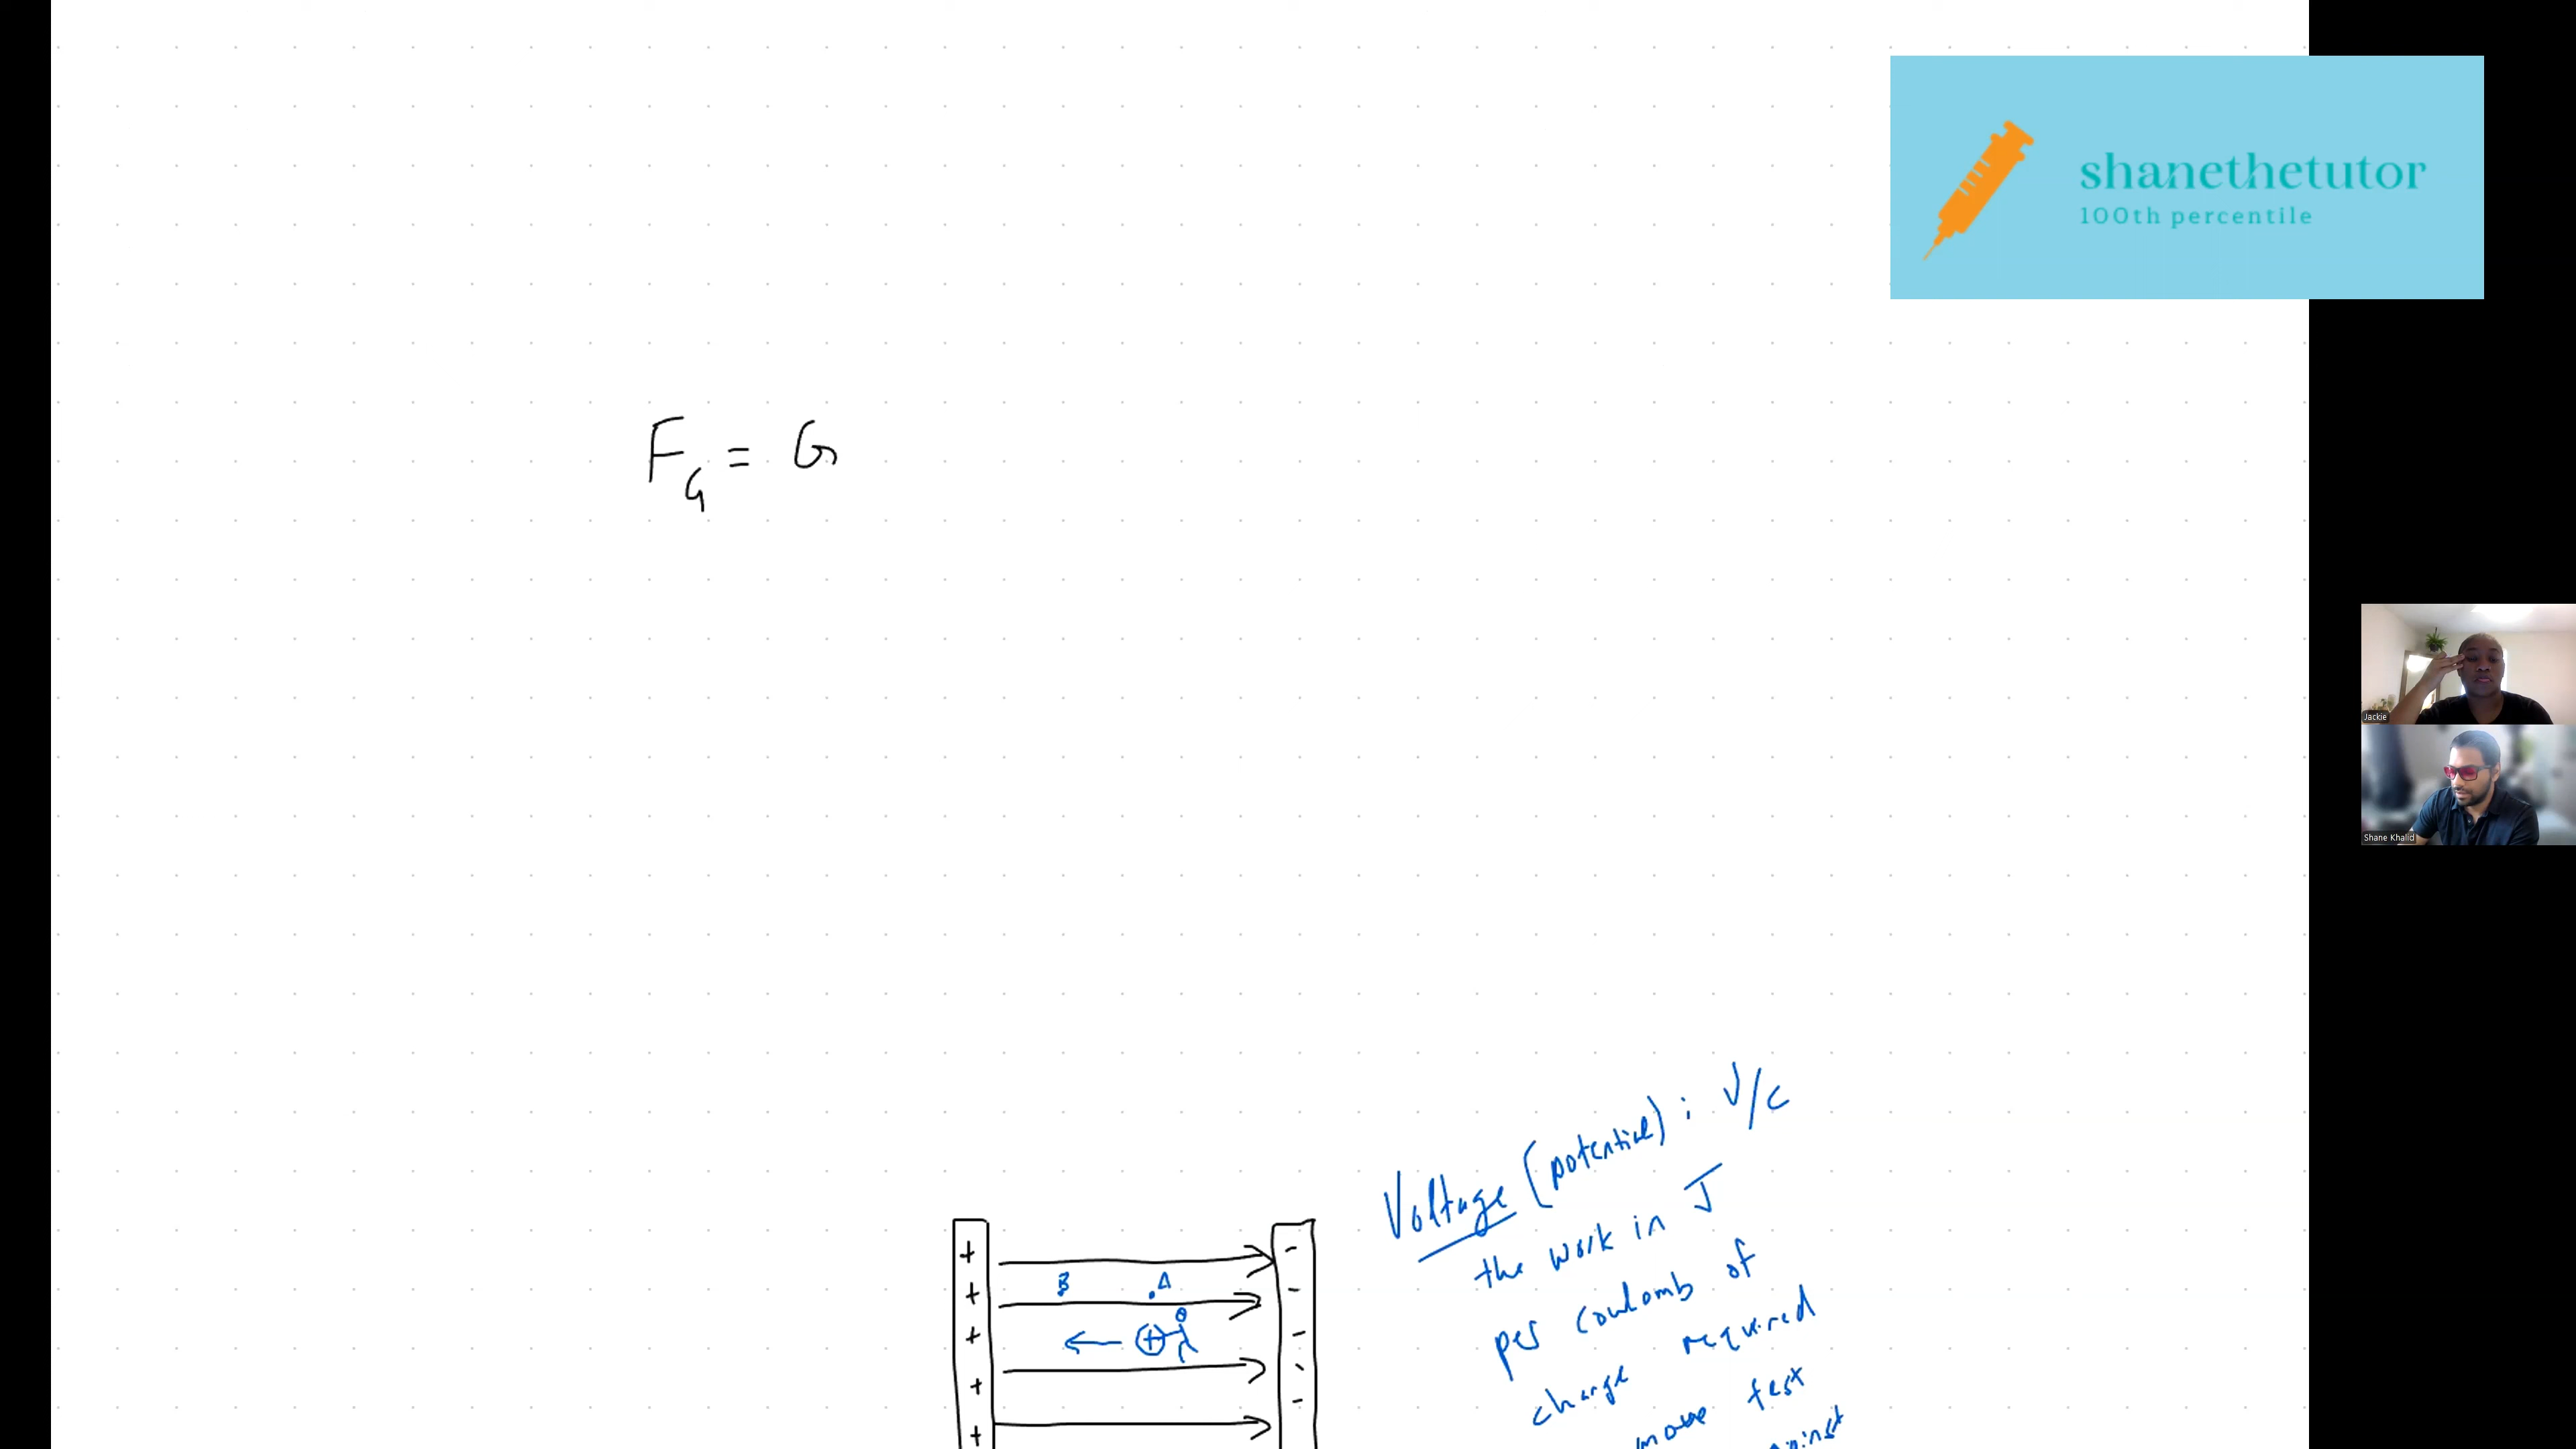 shanethetutor
100th percentile
F_G = G
Jackie
Shane Khalid
Voltage (potential): J/C
the work in J
per coulomb of
charge required
move test
+ -
B A
+ -
+ + -
+ -
+